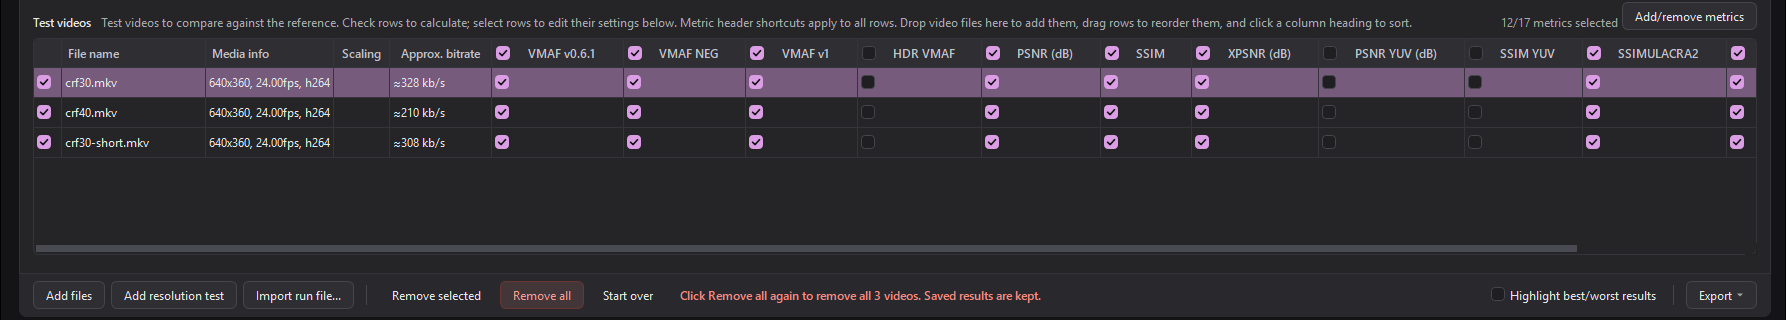 Test videos Test videos to compare against the reference. Check rows to calculate; select rows to edit their settings below. Metric header shortcuts apply to all rows. Drop video files here to add them, drag rows to reorder them, and click a column heading to sort. 12/17 metrics selected Add/remove metrics
File name Media info Scaling Approx. bitrate VMAF v0.6.1 VMAF NEG VMAF v1 HDR VMAF PSNR (dB) SSIM XPSNR (dB) PSNR YUV (dB) SSIM YUV SSIMULACRA2
crf30.mkv 640x360, 24.00fps, h264 ≈328 kb/s
crf40.mkv 640x360, 24.00fps, h264 ≈210 kb/s
crf30-short.mkv 640x360, 24.00fps, h264 ≈308 kb/s
Add files Add resolution test Import run file... Remove selected Remove all Start over Click Remove all again to remove all 3 videos. Saved results are kept. Highlight best/worst results Export